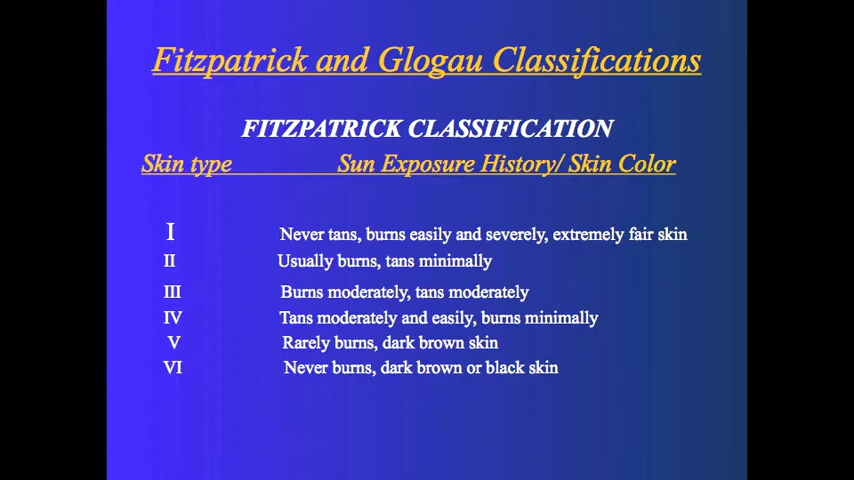 Fitzpatrick and Glogau Classifications
FITZPATRICK CLASSIFICATION
Skin type Sun Exposure History/ Skin Color
I Never tans, burns easily and severely, extremely fair skin
II Usually burns, tans minimally
III Burns moderately, tans moderately
IV Tans moderately and easily, burns minimally
V Rarely burns, dark brown skin
VI Never burns, dark brown or black skin